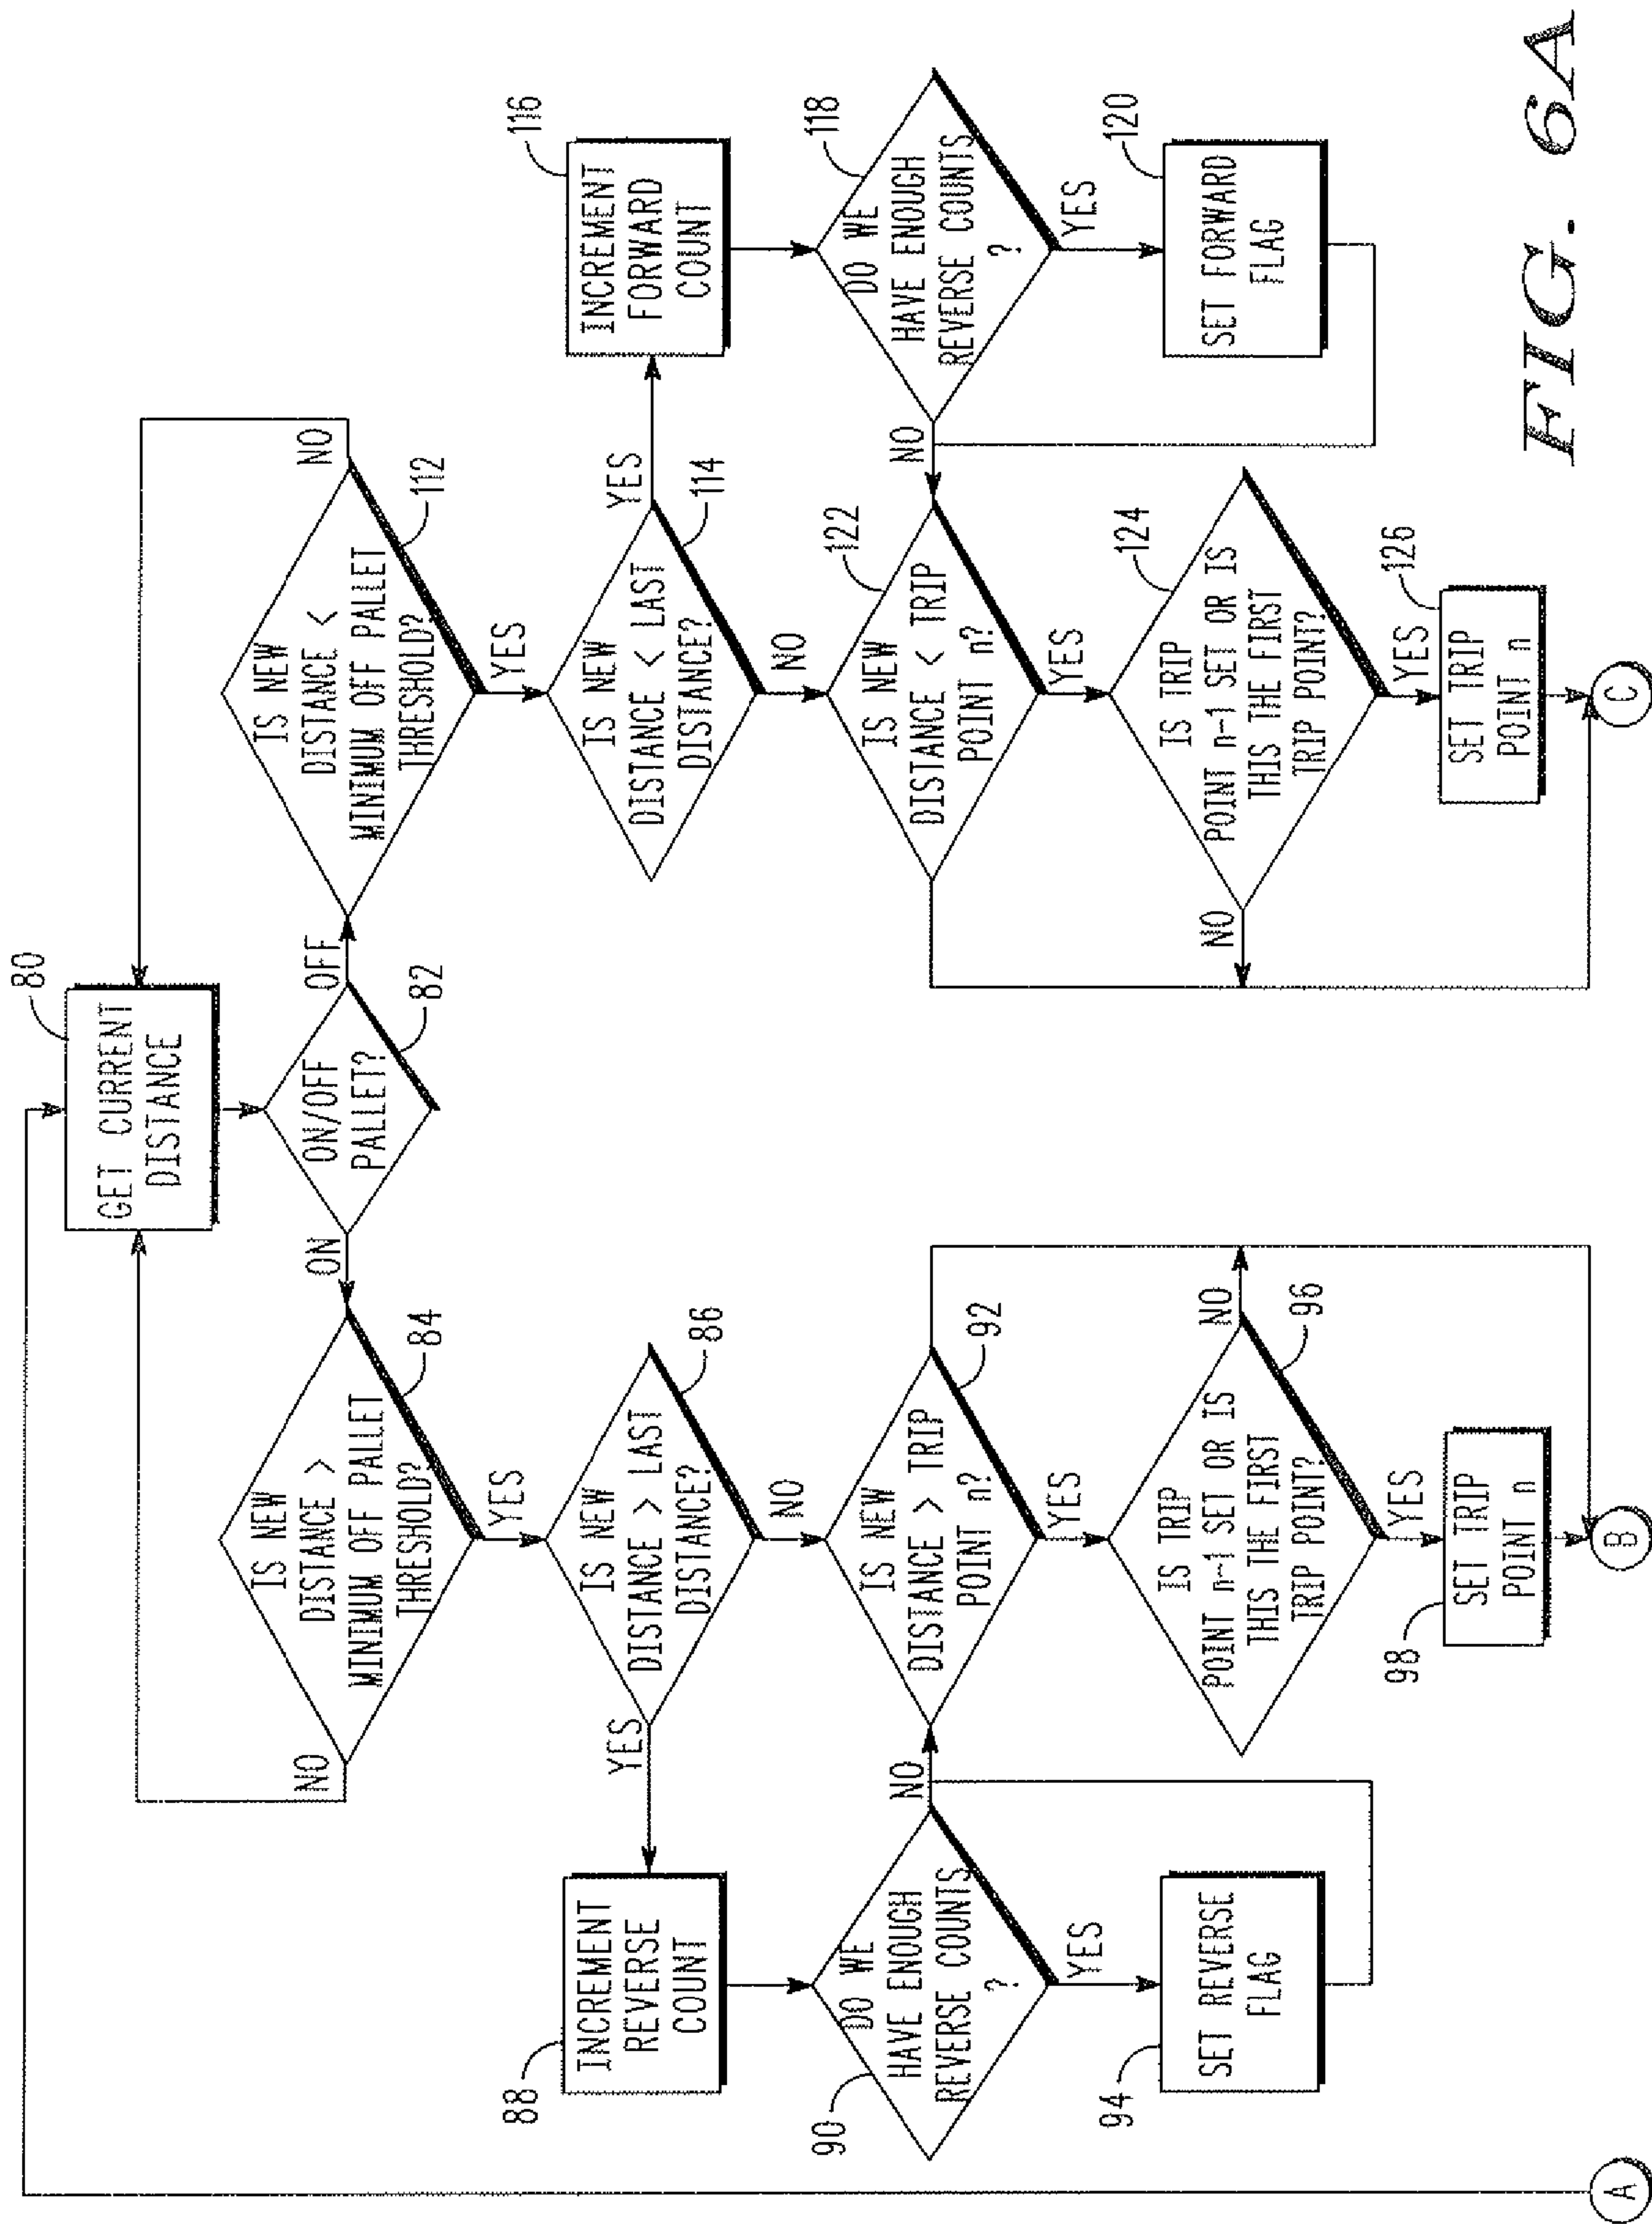 80
GET CURRENT
DISTANCE
ON/OFF
PALLET?
82
ON
OFF
IS NEW
DISTANCE >
MINIMUM OFF PALLET
THRESHOLD?
84
NO
YES
IS NEW
DISTANCE > LAST
DISTANCE?
86
YES
NO
88
INCREMENT
REVERSE
COUNT
90
DO WE
HAVE ENOUGH
REVERSE COUNTS
?
NO
YES
94
SET REVERSE
FLAG
IS NEW
DISTANCE > TRIP
POINT n?
92
YES
IS TRIP
POINT n-1 SET OR IS
THIS THE FIRST
TRIP POINT?
96
NO
YES
98
SET TRIP
POINT n
B
A
IS NEW
DISTANCE <
MINIMUM OFF PALLET
THRESHOLD?
112
NO
YES
IS NEW
DISTANCE < LAST
DISTANCE?
114
YES
NO
116
INCREMENT
FORWARD
COUNT
118
DO WE
HAVE ENOUGH
REVERSE COUNTS
?
NO
YES
120
SET FORWARD
FLAG
122
IS NEW
DISTANCE < TRIP
POINT n?
YES
124
IS TRIP
POINT n-1 SET OR IS
THIS THE FIRST
TRIP POINT?
NO
YES
126
SET TRIP
POINT n
C
FIG. 6A